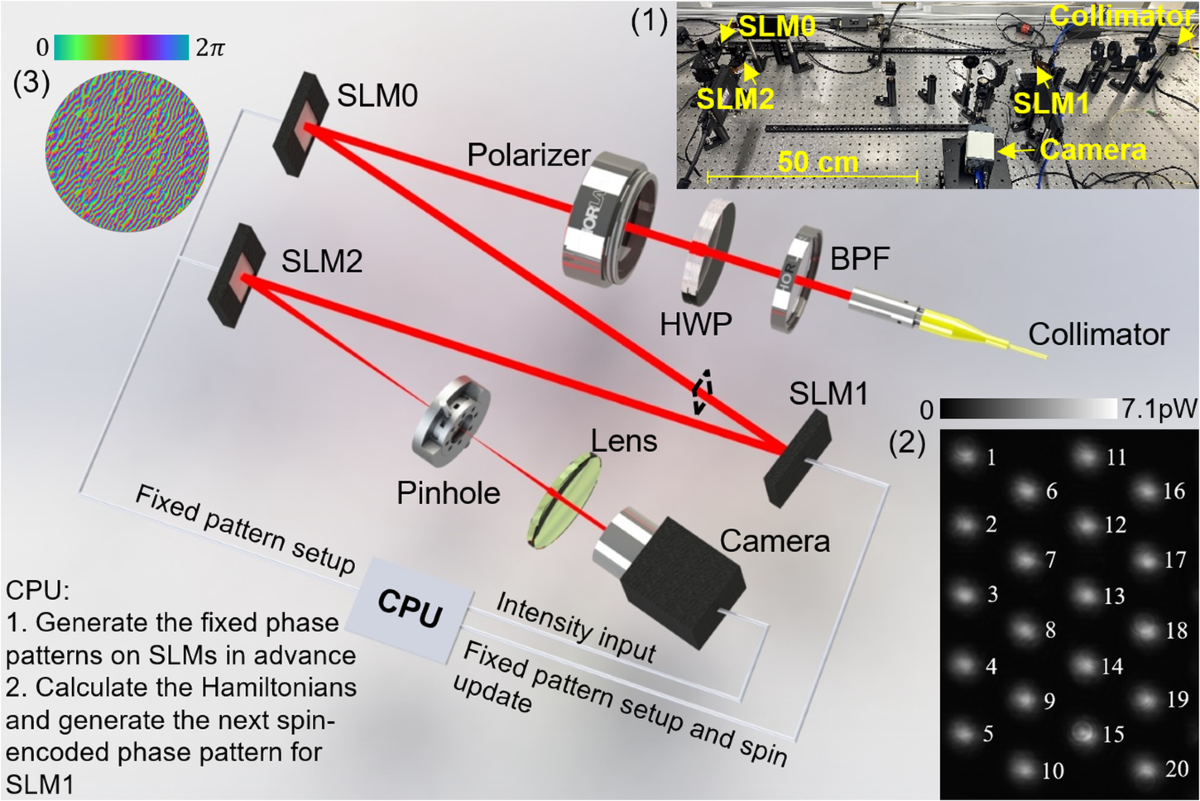 0
2π
(3)
SLM0
Polarizer
(1)
SLM0
SLM2
Collimator
SLM1
Camera
50 cm
SLM2
HWP
BPF
Collimator
SLM1
Pinhole
Lens
Camera
0
7.1pW
(2)
1
11
6
16
2
12
7
17
3
13
8
18
4
14
9
19
5
15
10
20
Fixed pattern setup
CPU
Intensity input
Fixed pattern setup and spin
update
CPU:
1. Generate the fixed phase
patterns on SLMs in advance
2. Calculate the Hamiltonians
and generate the next spin-
encoded phase pattern for
SLM1